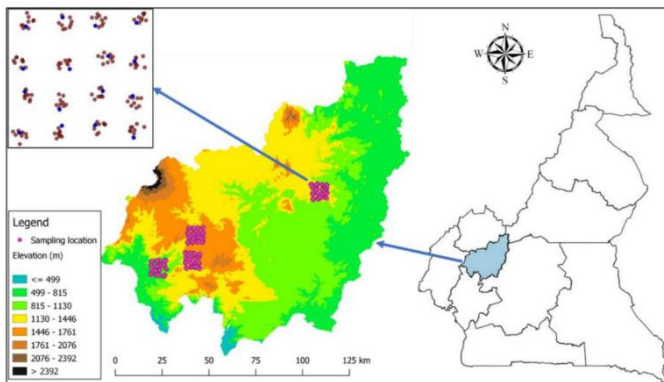 N
W E
S
Legend
Sampling location
Elevation (m)
<= 499
499 - 815
815 - 1130
1130 - 1446
1446 - 1761
1761 - 2076
2076 - 2392
> 2392
0 25 50 75 100 125 km